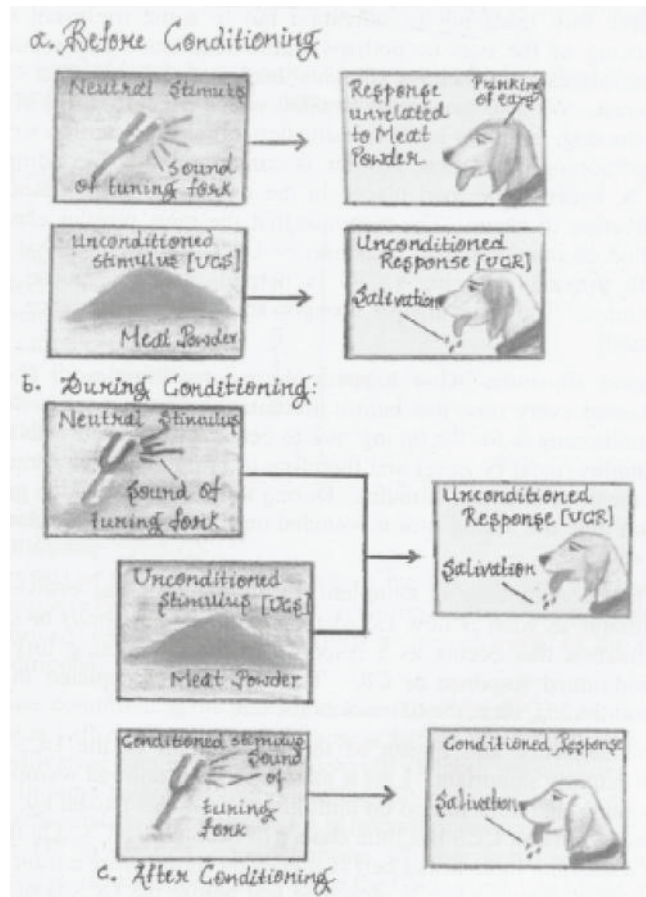 a. Before Conditioning
Neutral Stimulus
Sound
of tuning fork
Response
unrelated
to Meat
Powder
of ears
Unconditioned
Stimulus [UCS]
Meat Powder
Unconditioned
Response [UCR]
Salivation
b. During Conditioning:
Neutral Stimulus
Sound of
tuning fork
Unconditioned
Stimulus [UCS]
Meat Powder
Unconditioned
Response [UCR]
Salivation
Conditioned Stimulus
Sound
of
tuning
fork
Conditioned Response
Salivation
c. After Conditioning